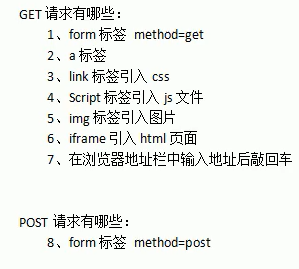 GET 请求有哪些：
1、form 标签 method=get
2、a 标签
3、link 标签引入 css
4、Script 标签引入 js 文件
5、img 标签引入图片
6、iframe 引入 html 页面
7、在浏览器地址栏中输入地址后敲回车
POST 请求有哪些：
8、form 标签 method=post